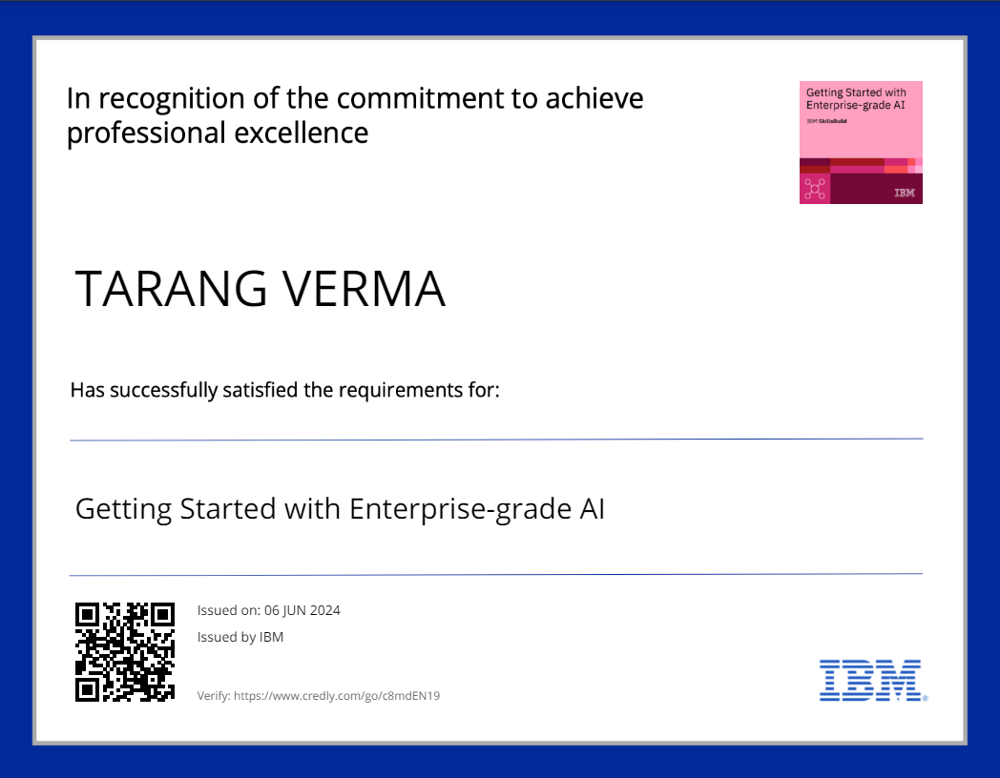 In recognition of the commitment to achieve
professional excellence
Getting Started with
Enterprise-grade AI
IBM SkillsBuild
IBM
TARANG VERMA
Has successfully satisfied the requirements for:
Getting Started with Enterprise-grade AI
Issued on: 06 JUN 2024
Issued by IBM
Verify: https://www.credly.com/go/c8mdEN19
IBM®